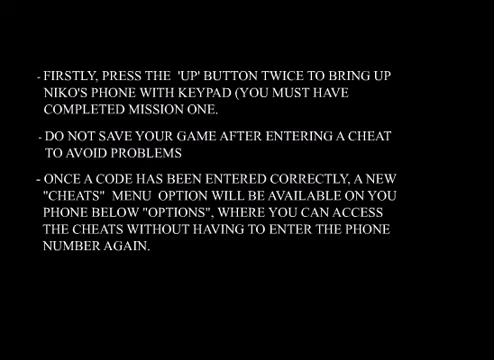 - FIRSTLY, PRESS THE 'UP' BUTTON TWICE TO BRING UP
NIKO'S PHONE WITH KEYPAD (YOU MUST HAVE
COMPLETED MISSION ONE.
- DO NOT SAVE YOUR GAME AFTER ENTERING A CHEAT
TO AVOID PROBLEMS
- ONCE A CODE HAS BEEN ENTERED CORRECTLY, A NEW
"CHEATS" MENU OPTION WILL BE AVAILABLE ON YOU
PHONE BELOW "OPTIONS", WHERE YOU CAN ACCESS
THE CHEATS WITHOUT HAVING TO ENTER THE PHONE
NUMBER AGAIN.